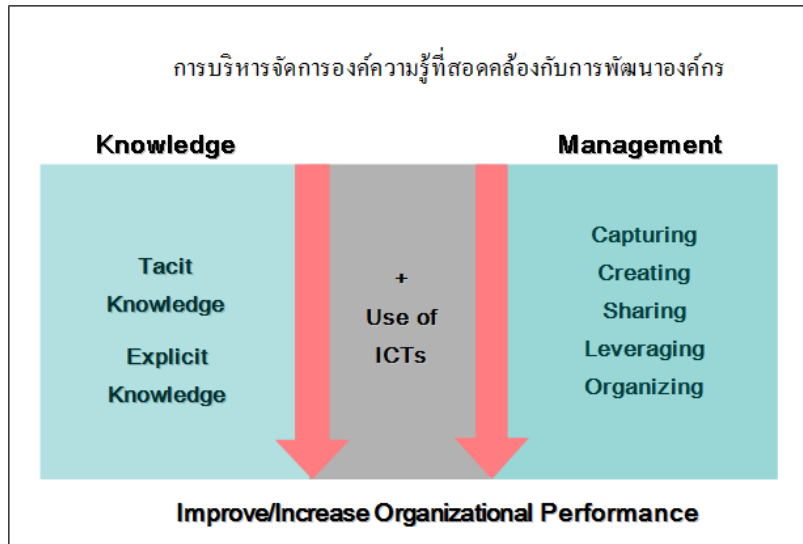 การบริหารจัดการองค์ความรู้ที่สอดคล้องกับการพัฒนาองค์กร
Knowledge
Management
Tacit
Knowledge
Explicit
Knowledge
+
Use of
ICTs
Capturing
Creating
Sharing
Leveraging
Organizing
Improve/Increase Organizational Performance